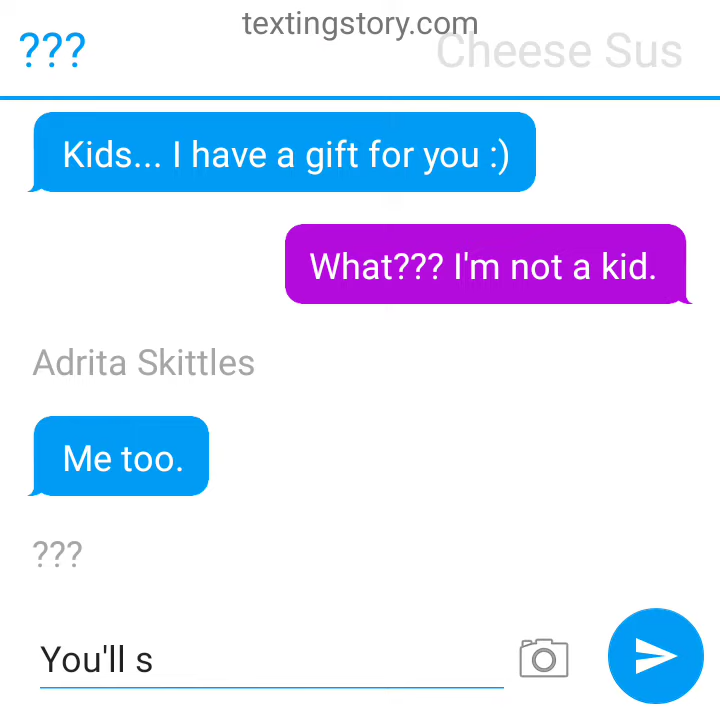 textingstory.com
??? Cheese Sus
Kids... I have a gift for you :)
What??? I'm not a kid.
Adrita Skittles
Me too.
???
You'll s